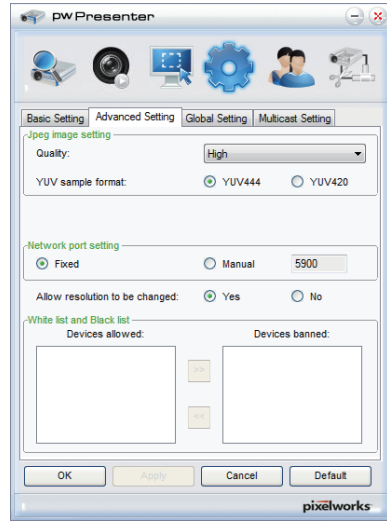 pwPresenter
Basic Setting Advanced Setting Global Setting Multicast Setting
Jpeg image setting
Quality: High
YUV sample format: YUV444 YUV420
Network port setting
Fixed Manual 5900
Allow resolution to be changed: Yes No
White list and Black list
Devices allowed: Devices banned:
>>
<<
OK Apply Cancel Default
pixelworks